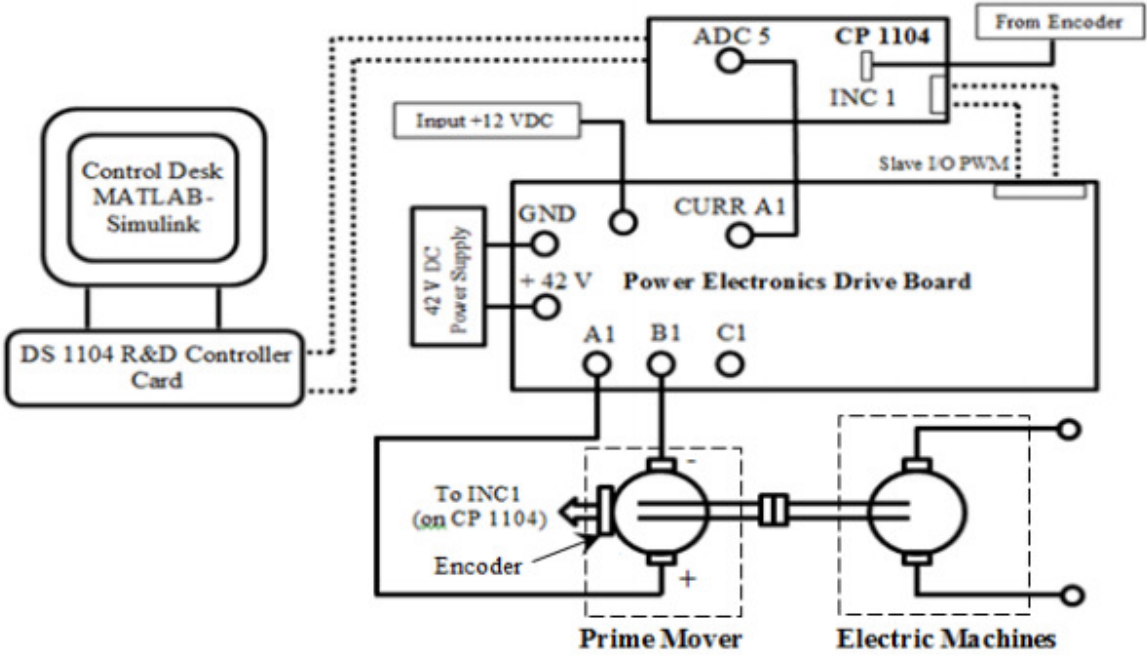 ADC 5
CP 1104
From Encoder
INC 1
Input +12 VDC
Slave I/O PWM
Control Desk
MATLAB-
Simulink
GND
CURR A1
42 V DC
Power Supply
+ 42 V
Power Electronics Drive Board
A1
B1
C1
DS 1104 R&D Controller
Card
-
To INC1
(on CP 1104)
Encoder
+
Prime Mover
Electric Machines